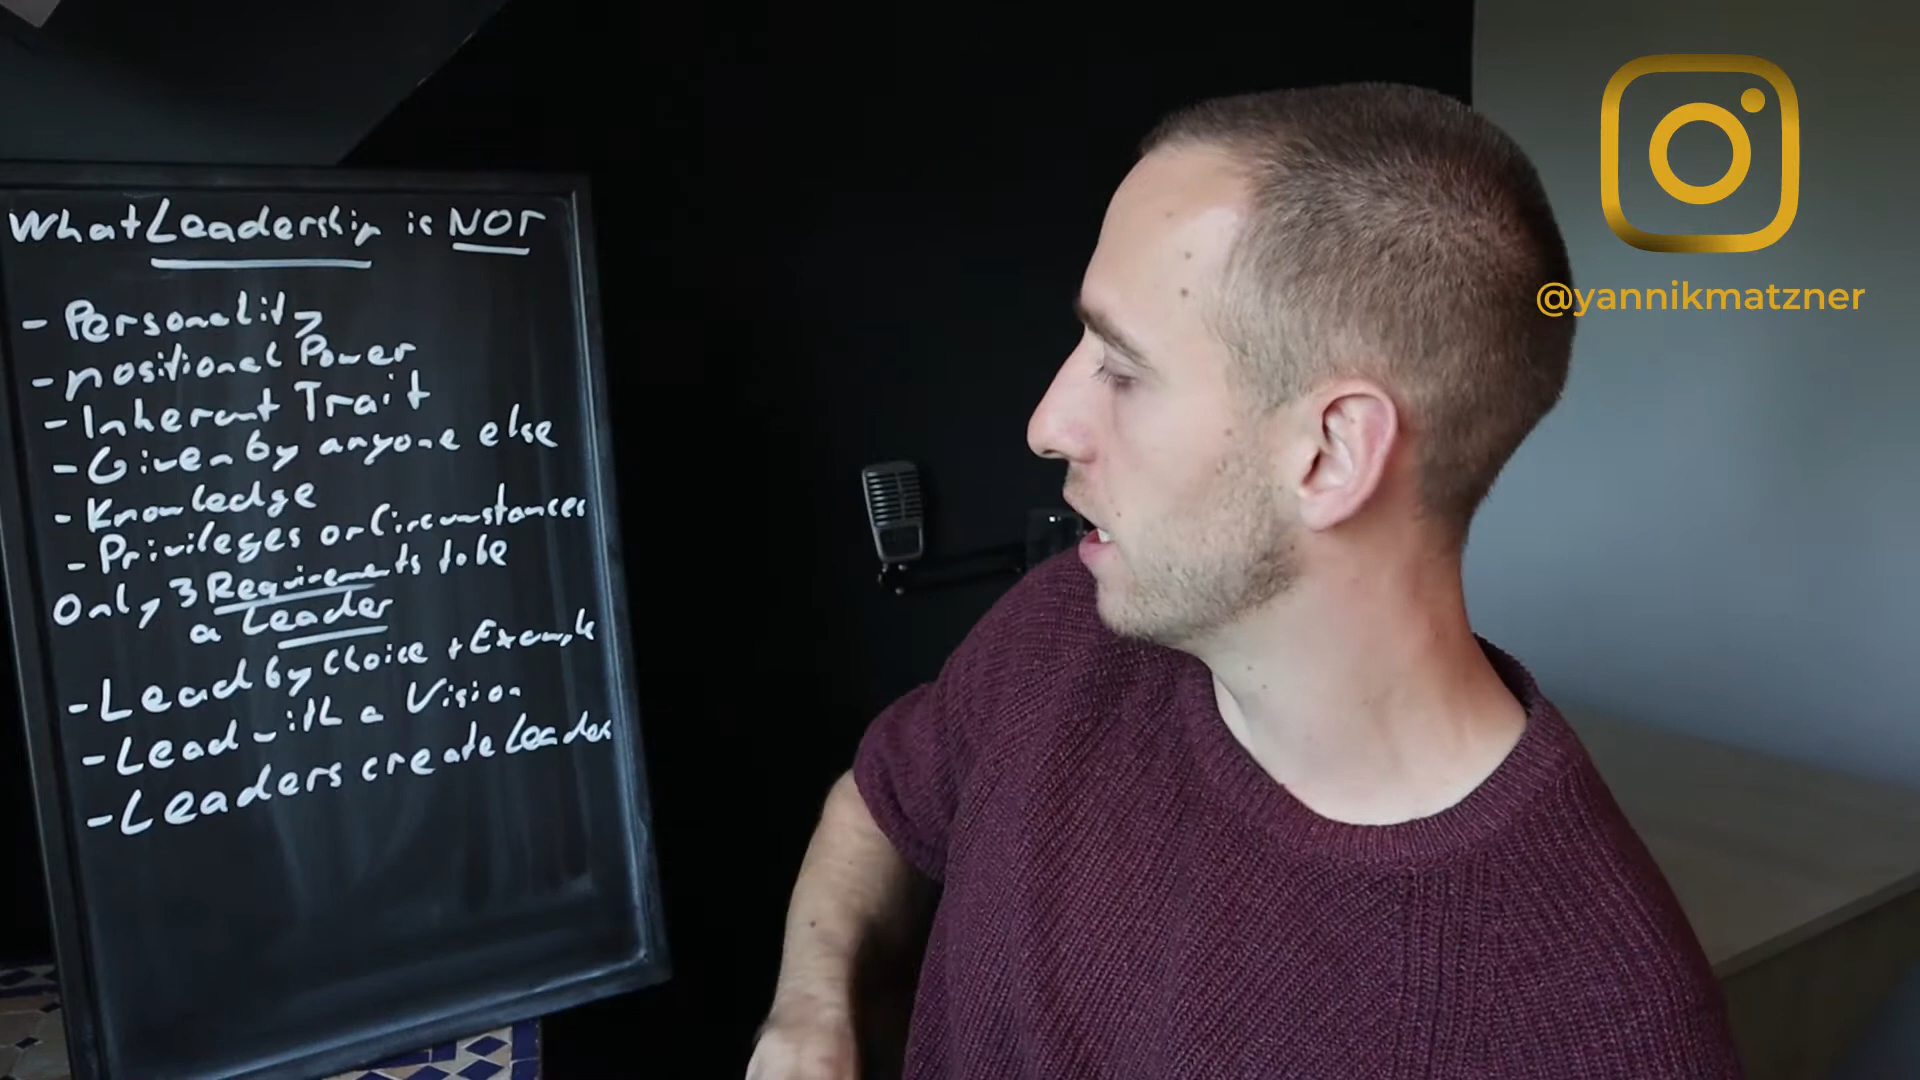 What Leadership is NOT
- Personality
- Positional Power
- Inherent Trait
- Given by anyone else
- Knowledge
- Privileges or Circumstances
Only 3 Requirements to be
a Leader
- Lead by Choice + Example
- Lead with a Vision
- Leaders create Leaders
@yannikmatzner